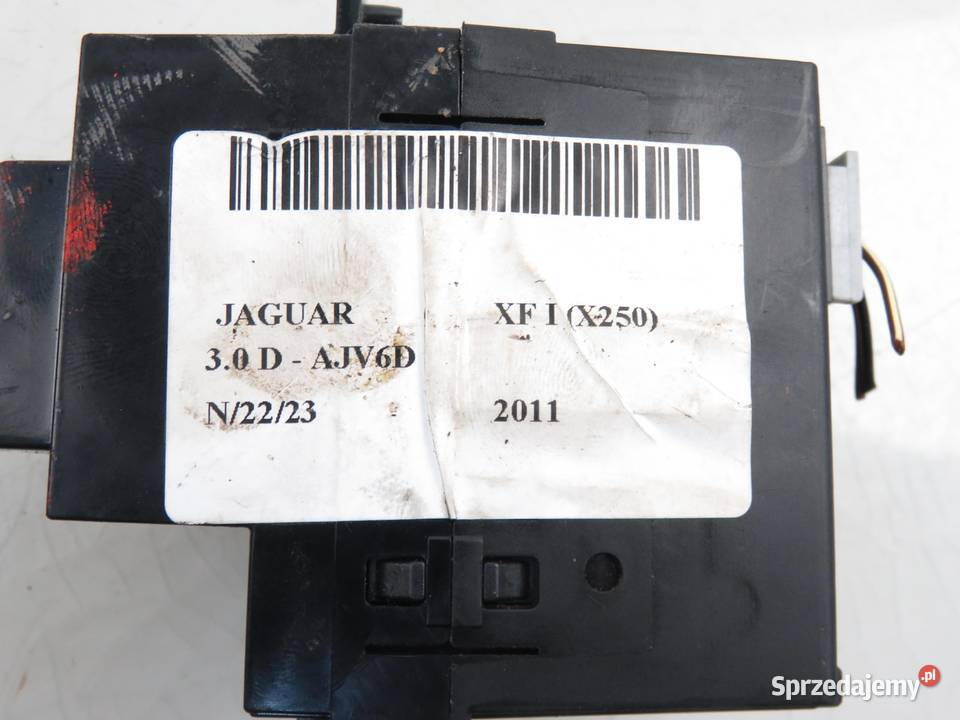 JAGUAR XF I (X250)
3.0 D - AJV6D
N/22/23 2011
Sprzedajemy.pl